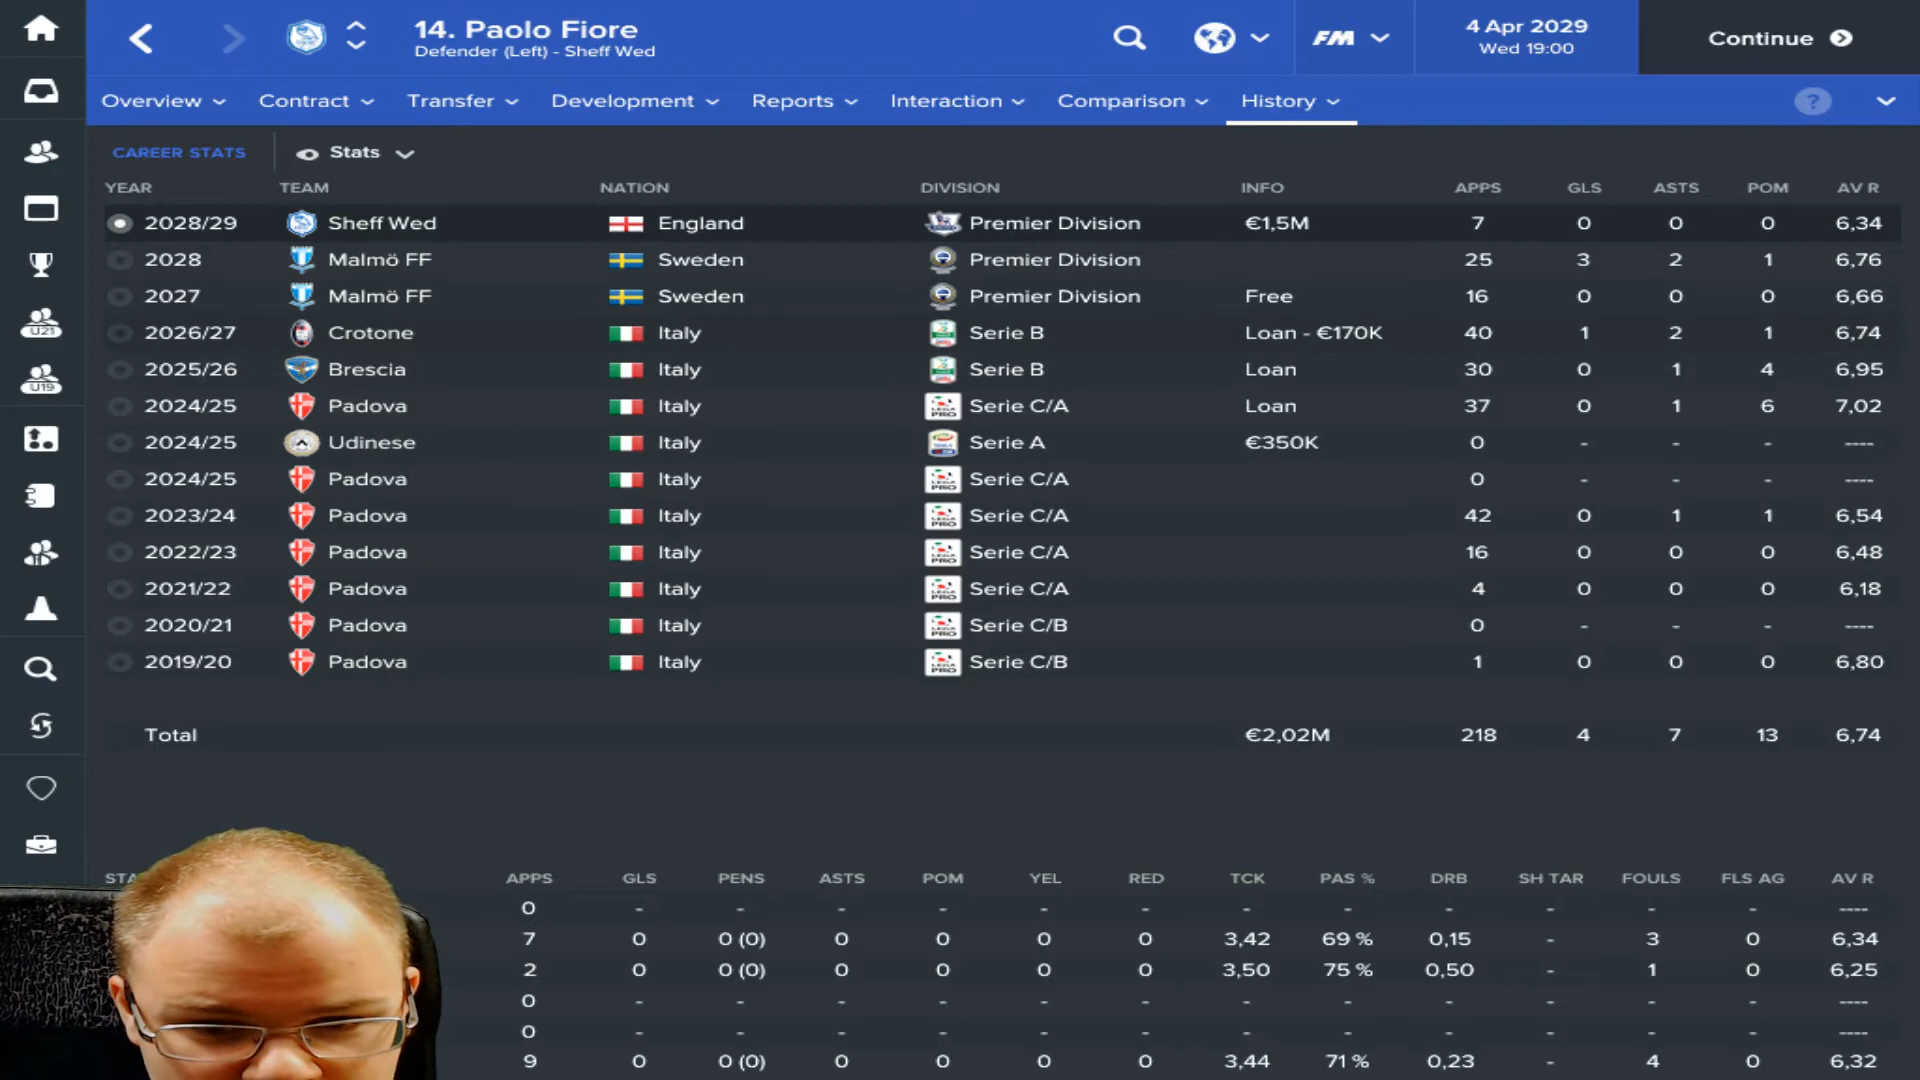 14. Paolo Fiore
Defender (Left) - Sheff Wed
FM
4 Apr 2029
Wed 19:00
Continue
Overview Contract Transfer Development Reports Interaction Comparison History ?
CAREER STATS Stats
YEAR TEAM NATION DIVISION INFO APPS GLS ASTS POM AV R
2028/29 Sheff Wed England Premier Division €1,5M 7 0 0 0 6,34
2028 Malmö FF Sweden Premier Division 25 3 2 1 6,76
2027 Malmö FF Sweden Premier Division Free 16 0 0 0 6,66
2026/27 Crotone Italy Serie B Loan - €170K 40 1 2 1 6,74
2025/26 Brescia Italy Serie B Loan 30 0 1 4 6,95
2024/25 Padova Italy Serie C/A Loan 37 0 1 6 7,02
2024/25 Udinese Italy Serie A €350K 0 - - - ----
2024/25 Padova Italy Serie C/A 0 - - - ----
2023/24 Padova Italy Serie C/A 42 0 1 1 6,54
2022/23 Padova Italy Serie C/A 16 0 0 0 6,48
2021/22 Padova Italy Serie C/A 4 0 0 0 6,18
2020/21 Padova Italy Serie C/B 0 - - - ----
2019/20 Padova Italy Serie C/B 1 0 0 0 6,80
Total €2,02M 218 4 7 13 6,74
U21
U19
APPS GLS PENS ASTS POM YEL RED TCK PAS % DRB SH TAR FOULS FLS AG AV R
0 - - - - - - - - - - - - ----
7 0 0 (0) 0 0 0 0 3,42 69 % 0,15 - 3 0 6,34
2 0 0 (0) 0 0 0 0 3,50 75 % 0,50 - 1 0 6,25
0 - - - - - - - - - - - - ----
0 - - - - - - - - - - - - ----
9 0 0 (0) 0 0 0 0 3,44 71 % 0,23 - 4 0 6,32